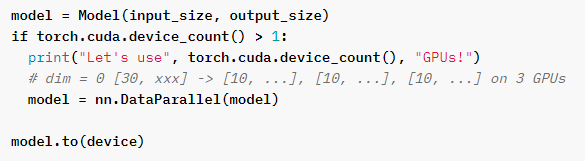 model = Model(input_size, output_size)
if torch.cuda.device_count() > 1:
  print("Let's use", torch.cuda.device_count(), "GPUs!")
  # dim = 0 [30, xxx] -> [10, ...], [10, ...], [10, ...] on 3 GPUs
  model = nn.DataParallel(model)

model.to(device)